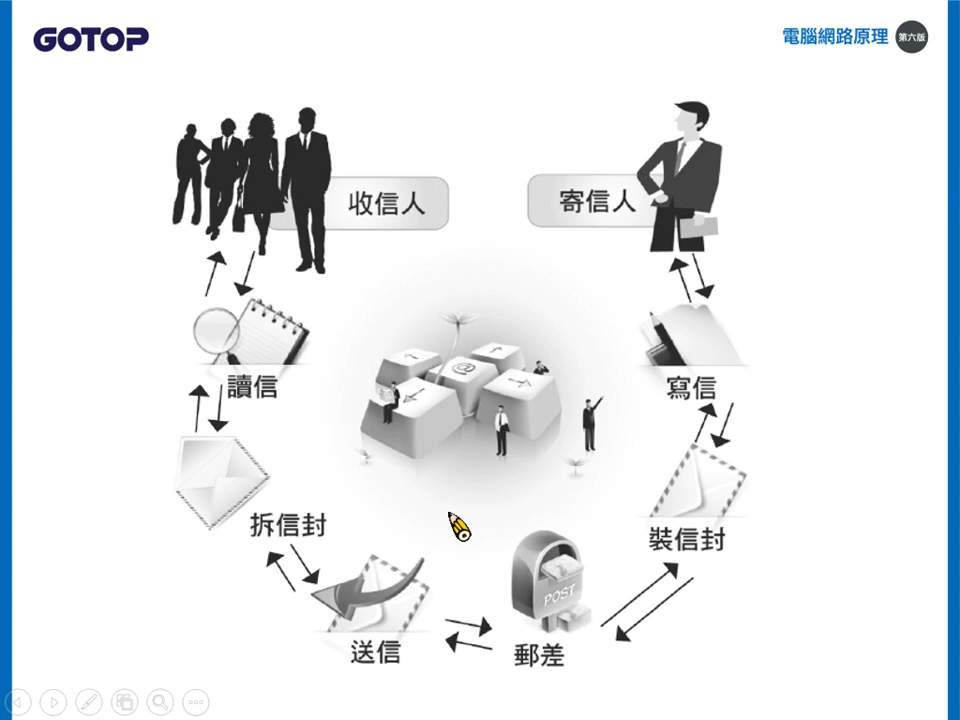 GOTOP
電腦網路原理 第六版
收信人
寄信人
@
讀信
寫信
拆信封
裝信封
POST
送信
郵差